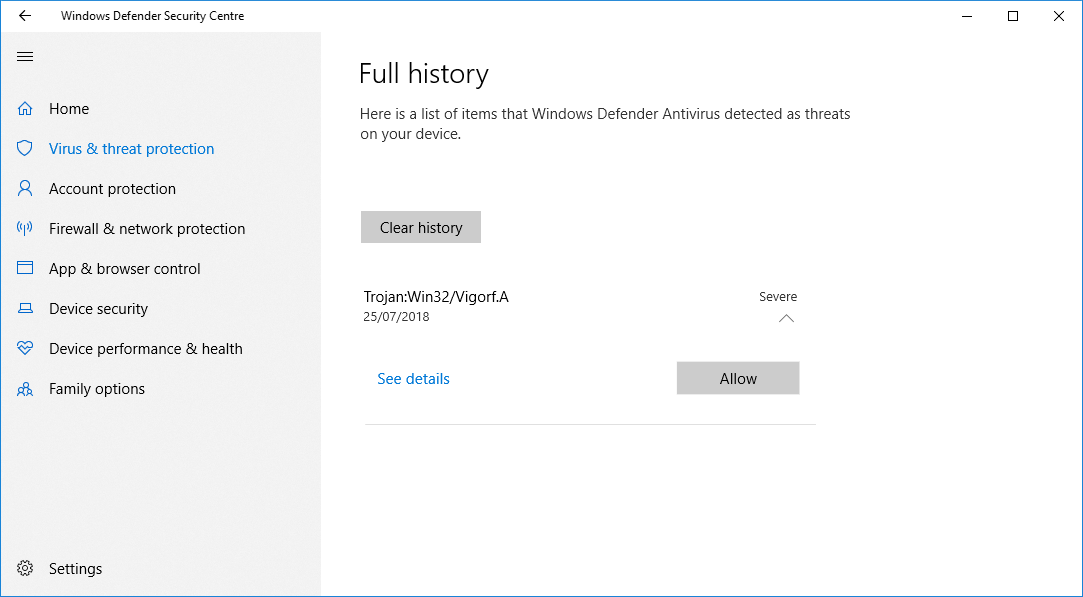 Windows Defender Security Centre
Home
Virus & threat protection
Account protection
Firewall & network protection
App & browser control
Device security
Device performance & health
Family options
Settings
Full history
Here is a list of items that Windows Defender Antivirus detected as threats
on your device.
Clear history
Trojan:Win32/Vigorf.A
Severe
25/07/2018
See details
Allow